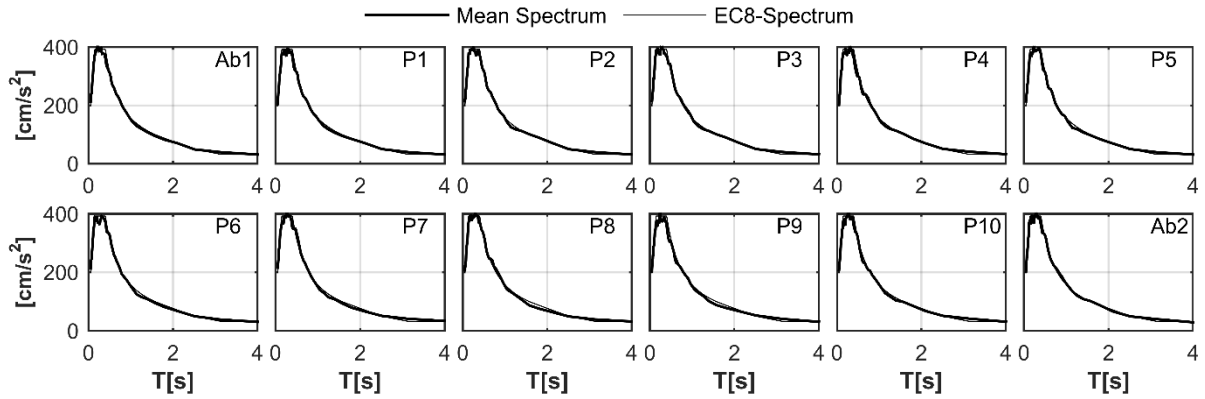 Mean Spectrum EC8-Spectrum
400 Ab1 P1 P2 P3 P4 P5
[cm/s²]
200
0
0 2 4 0 2 4 0 2 4 0 2 4 0 2 4 0 2 4
400 P6 P7 P8 P9 P10 Ab2
[cm/s²]
200
0
0 2 4 0 2 4 0 2 4 0 2 4 0 2 4 0 2 4
T[s] T[s] T[s] T[s] T[s] T[s]